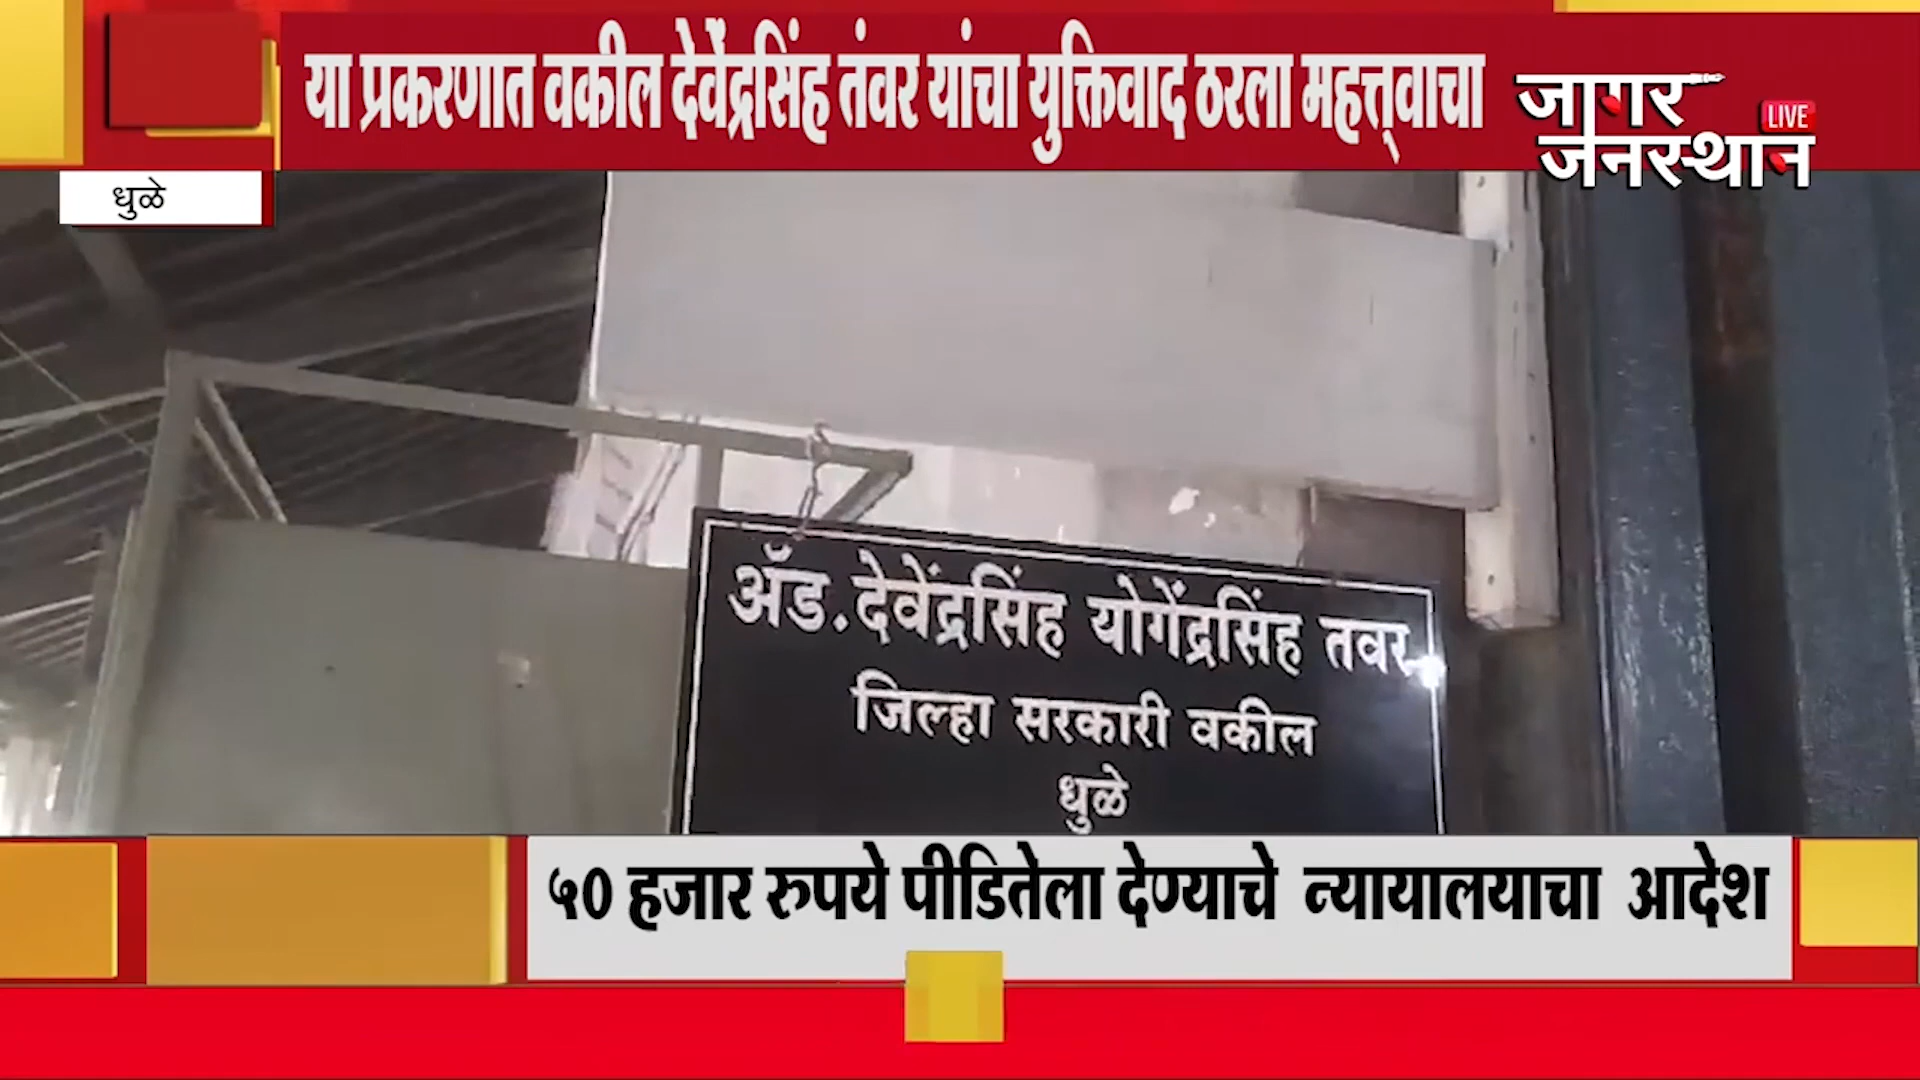 या प्रकरणात वकील देवेंद्रसिंह तंवर यांचा युक्तिवाद ठरला महत्त्वाचा
जागर
LIVE
जनस्थान
धुळे
ॲड. देवेंद्रसिंह योगेंद्रसिंह तवर
जिल्हा सरकारी वकील
धुळे
५० हजार रुपये पीडितेला देण्याचे न्यायालयाचा आदेश